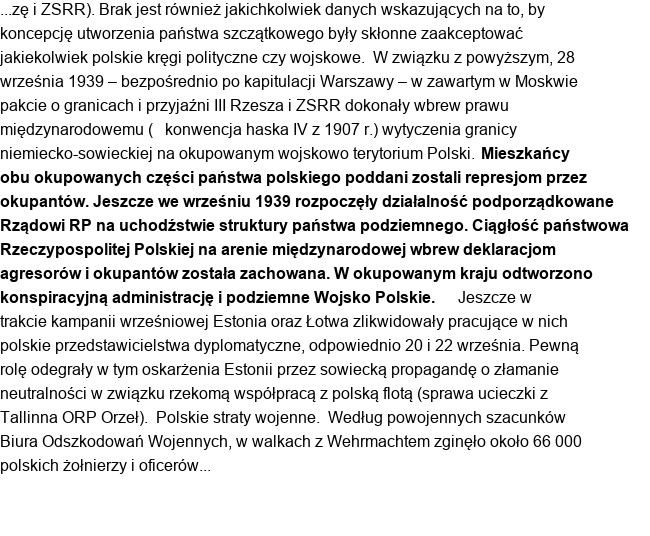 ...zę i ZSRR). Brak jest również jakichkolwiek danych wskazujących na to, by
koncepcję utworzenia państwa szczątkowego były skłonne zaakceptować
jakiekolwiek polskie kręgi polityczne czy wojskowe. W związku z powyższym, 28
września 1939 – bezpośrednio po kapitulacji Warszawy – w zawartym w Moskwie
pakcie o granicach i przyjaźni III Rzesza i ZSRR dokonały wbrew prawu
międzynarodowemu ( konwencja haska IV z 1907 r.) wytyczenia granicy
niemiecko-sowieckiej na okupowanym wojskowo terytorium Polski. Mieszkańcy
obu okupowanych części państwa polskiego poddani zostali represjom przez
okupantów. Jeszcze we wrześniu 1939 rozpoczęły działalność podporządkowane
Rządowi RP na uchodźstwie struktury państwa podziemnego. Ciągłość państwowa
Rzeczypospolitej Polskiej na arenie międzynarodowej wbrew deklaracjom
agresorów i okupantów została zachowana. W okupowanym kraju odtworzono
konspiracyjną administrację i podziemne Wojsko Polskie. Jeszcze w
trakcie kampanii wrześniowej Estonia oraz Łotwa zlikwidowały pracujące w nich
polskie przedstawicielstwa dyplomatyczne, odpowiednio 20 i 22 września. Pewną
rolę odegrały w tym oskarżenia Estonii przez sowiecką propagandę o złamanie
neutralności w związku rzekomą współpracą z polską flotą (sprawa ucieczki z
Tallinna ORP Orzeł). Polskie straty wojenne. Według powojennych szacunków
Biura Odszkodowań Wojennych, w walkach z Wehrmachtem zginęło około 66 000
polskich żołnierzy i oficerów...